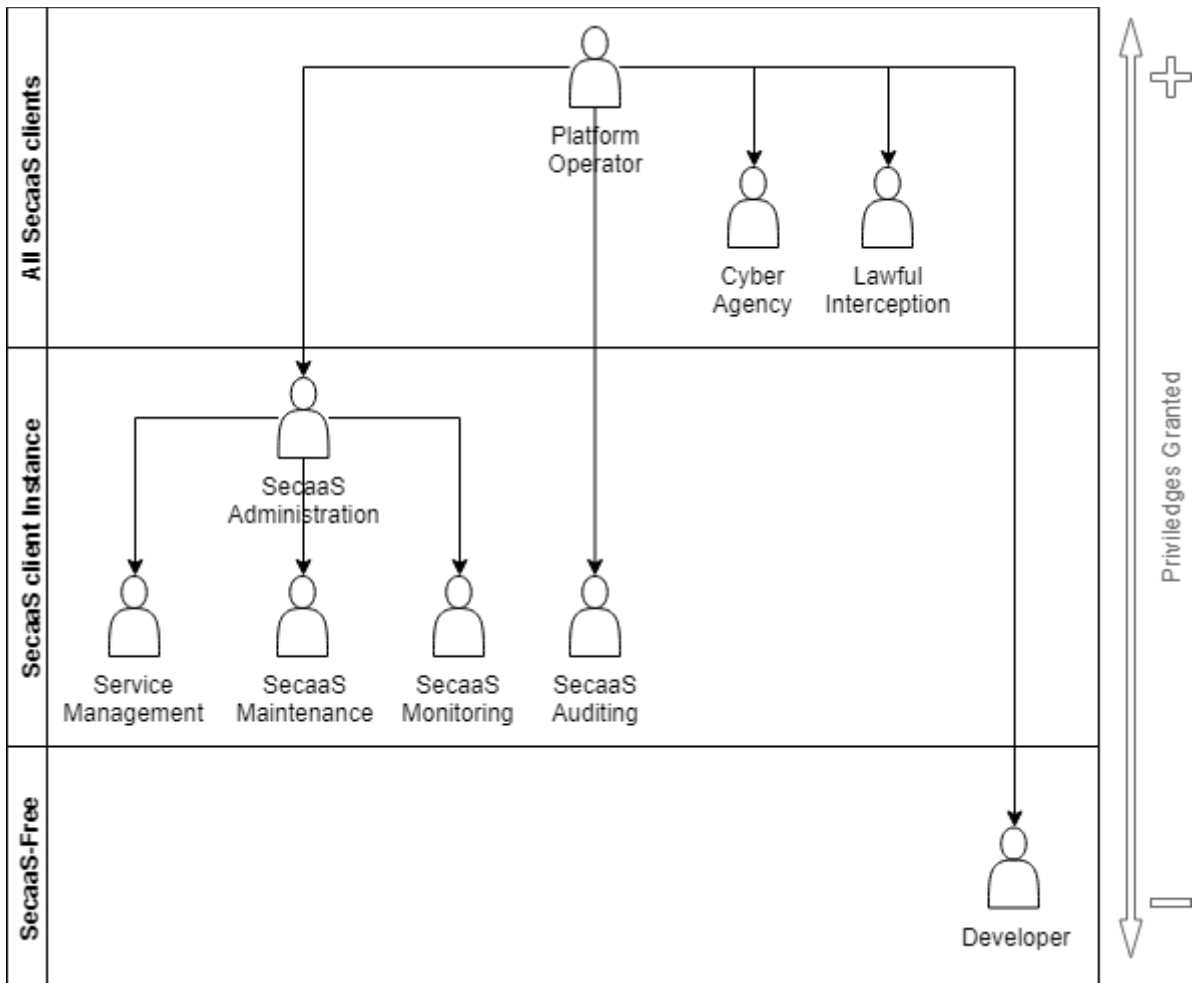 All SecaaS clients
Platform
Operator
Cyber
Agency
Lawful
Interception
SecaaS client Instance
SecaaS
Administration
Service
Management
SecaaS
Maintenance
SecaaS
Monitoring
SecaaS
Auditing
SecaaS-Free
Developer
Priviledges Granted